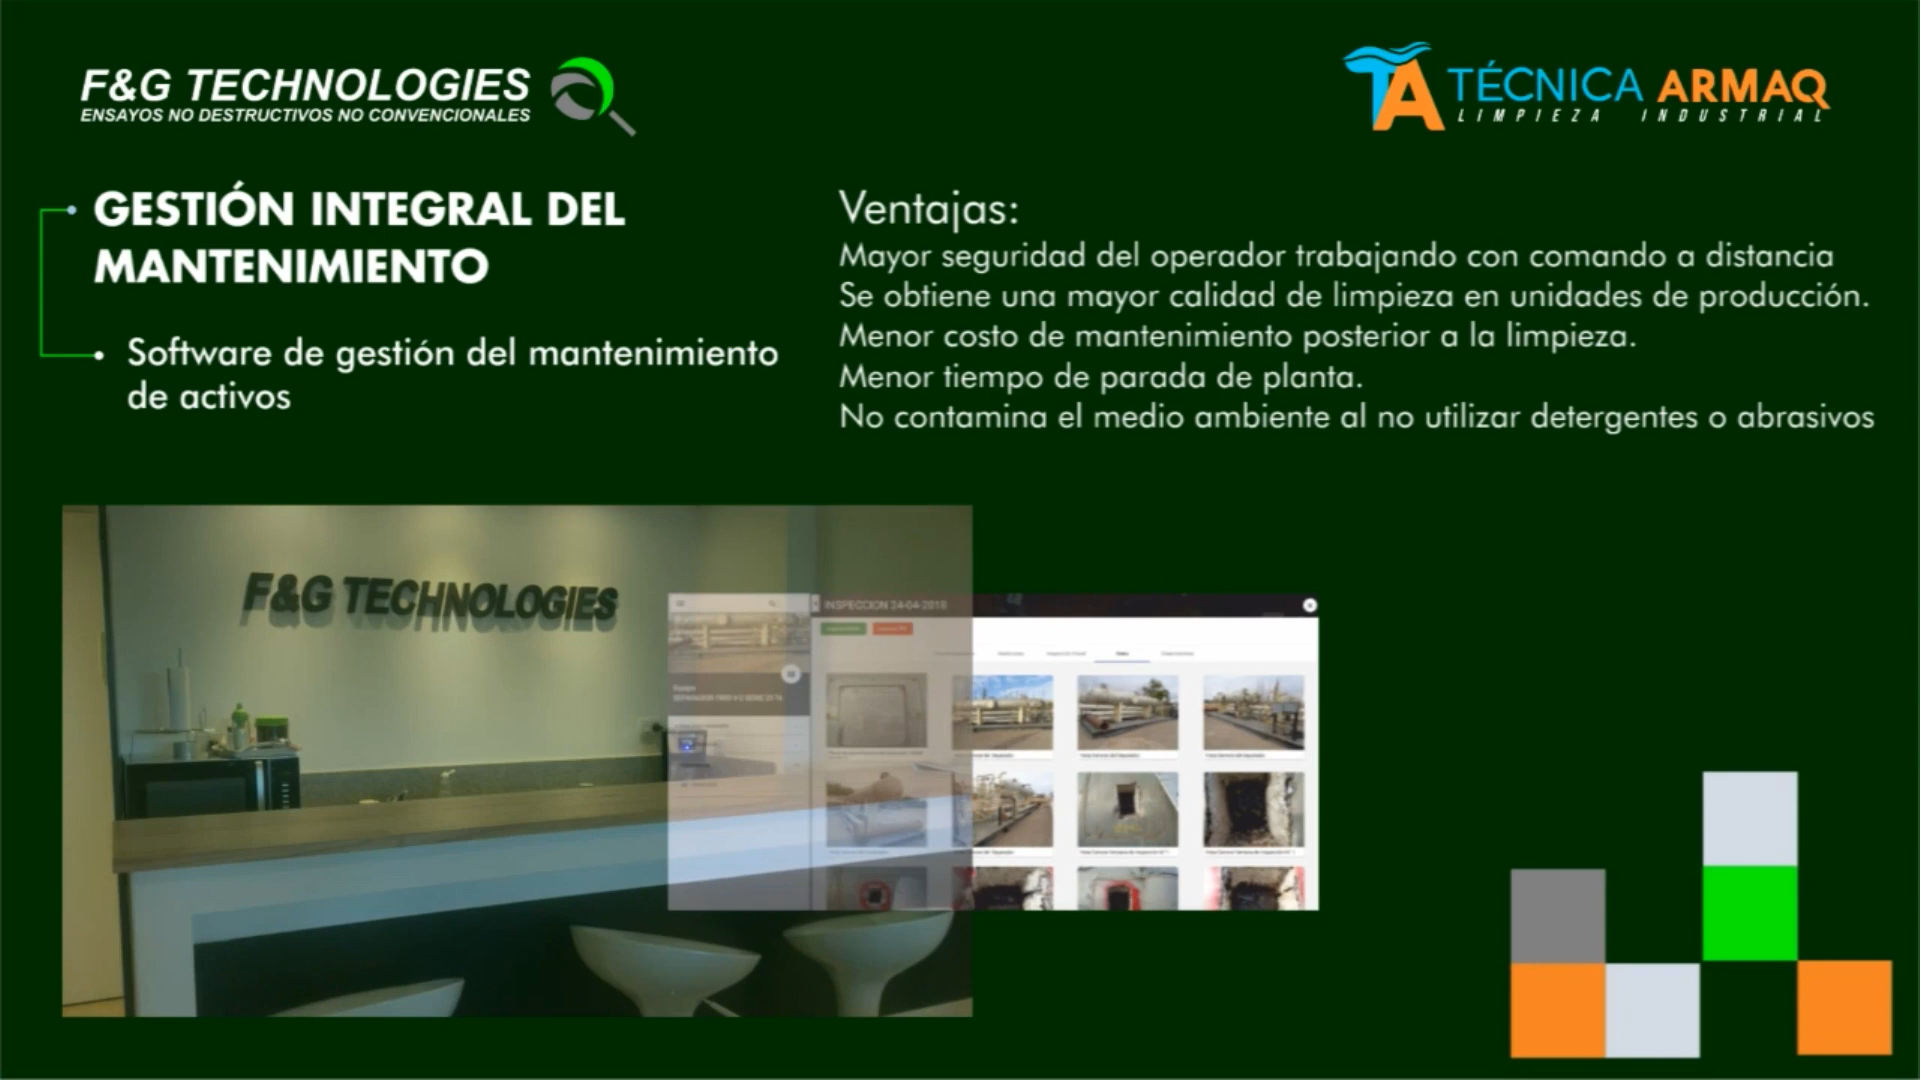 F&G TECHNOLOGIES
ENSAYOS NO DESTRUCTIVOS NO CONVENCIONALES
TA TÉCNICA ARMAQ
LIMPIEZA INDUSTRIAL
GESTIÓN INTEGRAL DEL
MANTENIMIENTO
• Software de gestión del mantenimiento
de activos
Ventajas:
Mayor seguridad del operador trabajando con comando a distancia
Se obtiene una mayor calidad de limpieza en unidades de producción.
Menor costo de mantenimiento posterior a la limpieza.
Menor tiempo de parada de planta.
No contamina el medio ambiente al no utilizar detergentes o abrasivos
F&G TECHNOLOGIES
INSPECCION 24-04-2018